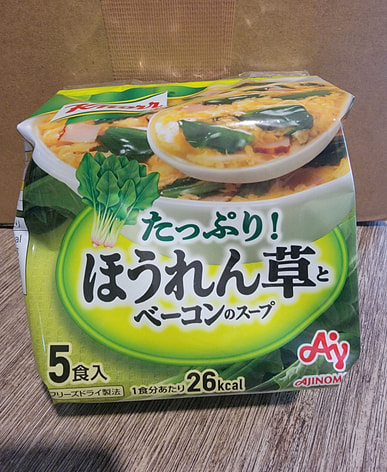 Knorr
たっぷり!
ほうれん草と
ベーコンのスープ
5食入
フリーズドライ製法
1食分あたり 26kcal
Aj
AJINOM